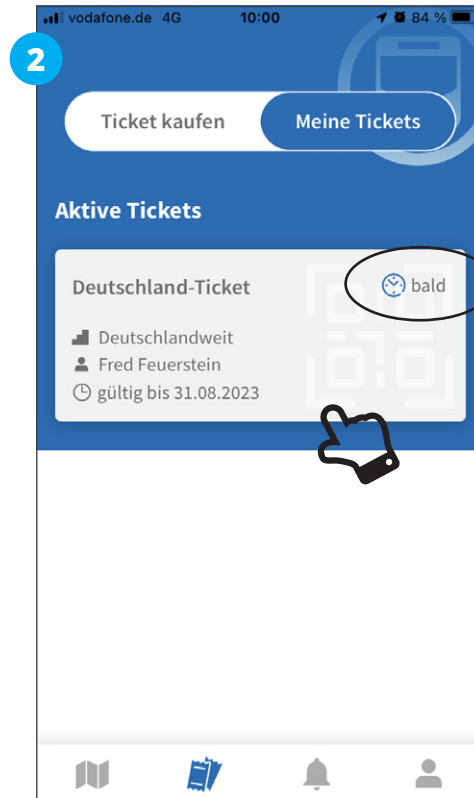 vodafone.de 4G 10:00 84 %
2
Ticket kaufen Meine Tickets
Aktive Tickets
Deutschland-Ticket bald
Deutschlandweit
Fred Feuerstein
gültig bis 31.08.2023